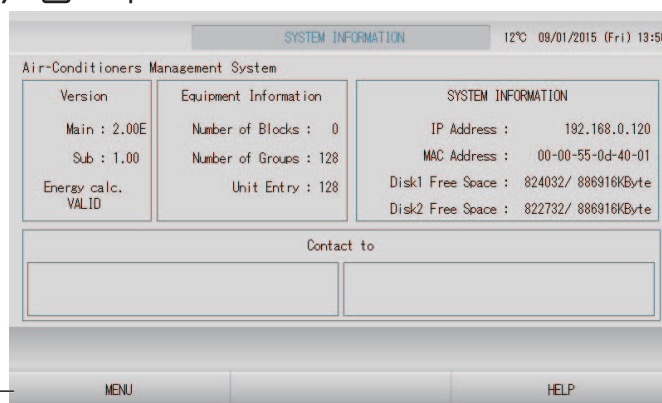 SYSTEM INFORMATION
12°C 09/01/2015 (Fri) 13:5
Air-Conditioners Management System
Version
Main : 2.00E
Sub : 1.00
Energy calc.
VALID
Equipment Information
Number of Blocks : 0
Number of Groups : 128
Unit Entry : 128
SYSTEM INFORMATION
IP Address : 192.168.0.120
MAC Address : 00-00-55-0d-40-01
Disk1 Free Space : 824032/ 886916KByte
Disk2 Free Space : 822732/ 886916KByte
Contact to
MENU
HELP